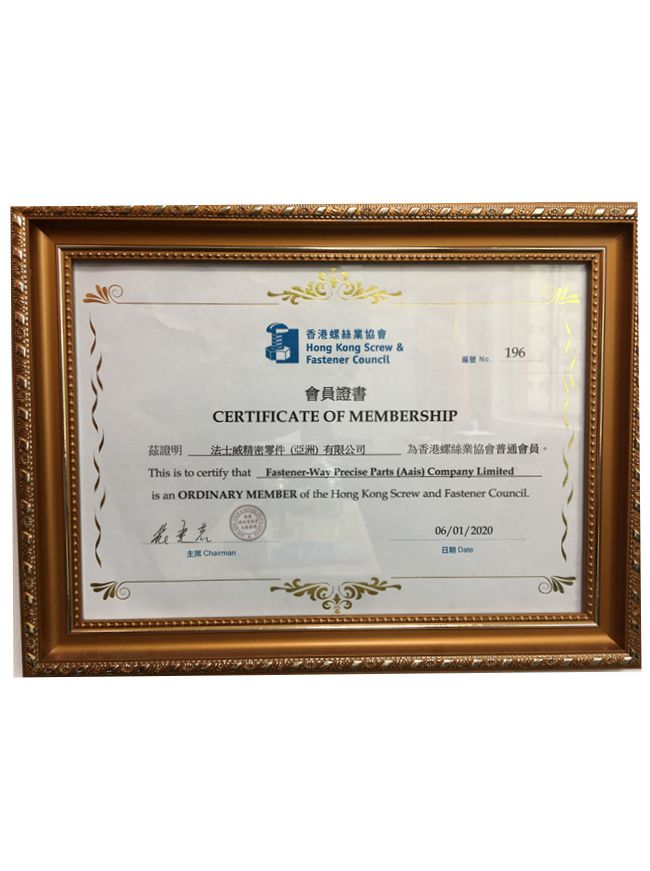 香港螺絲業協會
Hong Kong Screw &
Fastener Council
編號 No. 196
會員證書
CERTIFICATE OF MEMBERSHIP
茲證明 法士威精密零件 (亞洲) 有限公司 為香港螺絲業協會普通會員。
This is to certify that Fastener-Way Precise Parts (Aais) Company Limited
is an ORDINARY MEMBER of the Hong Kong Screw and Fastener Council.
06/01/2020
主席 Chairman
日期 Date